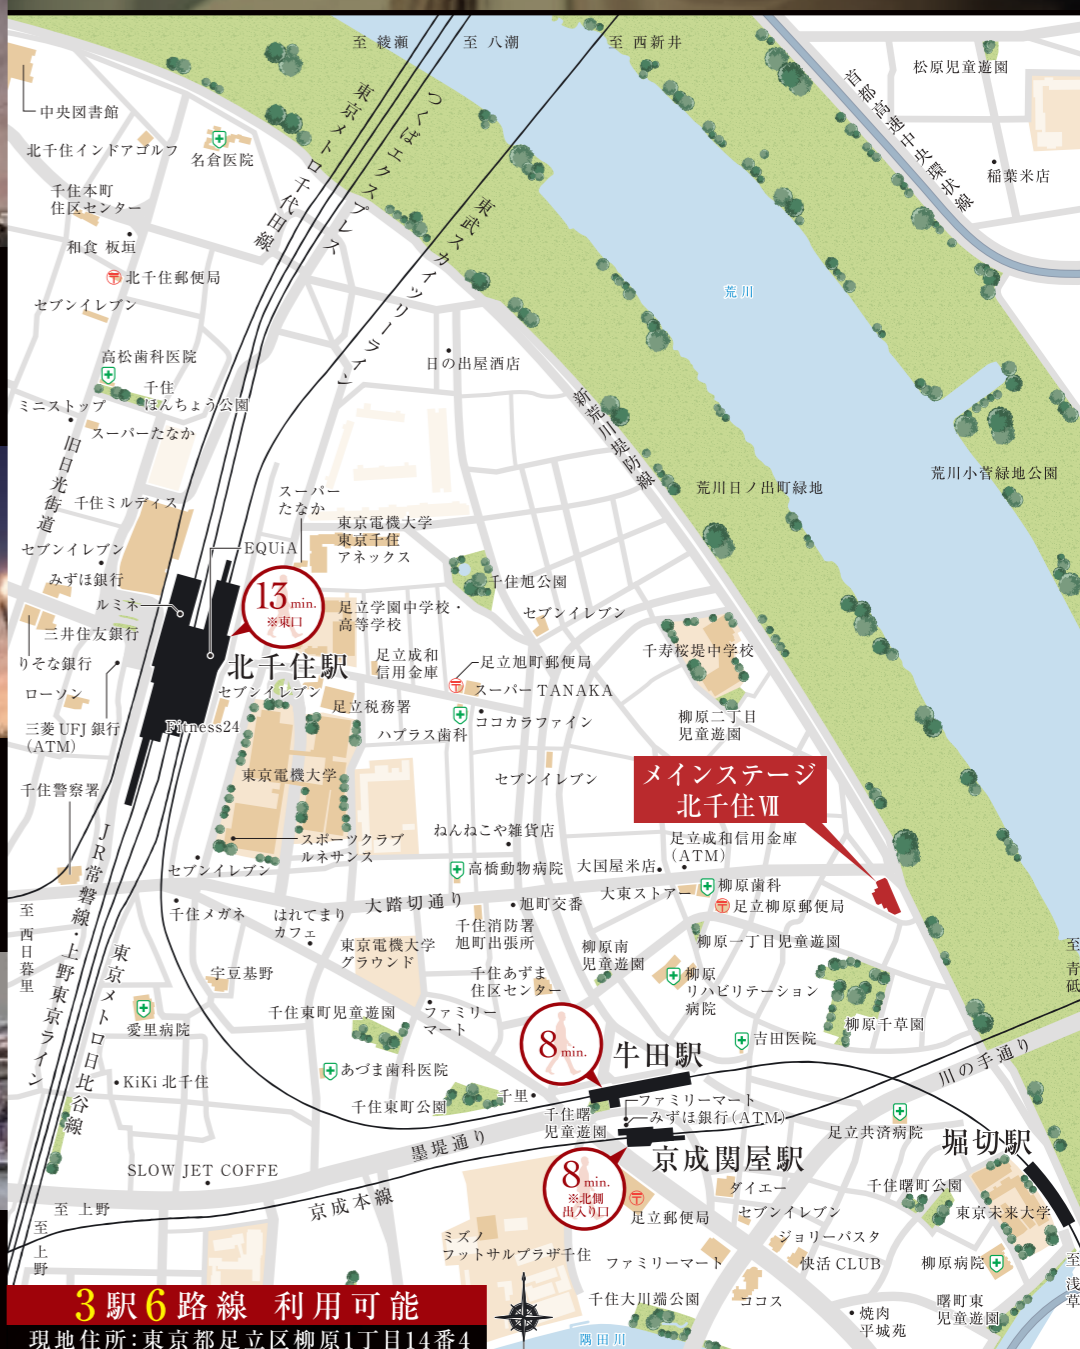 至 綾瀬
至 八潮
至 西新井
松原児童遊園
首都高速中央環状線
稲葉米店
中央図書館
北千住インドアゴルフ
名倉医院
千住本町
住区センター
和食 板垣
北千住郵便局
セブンイレブン
東京メトロ千代田線
つくばエクスプレス
東武スカイツリーライン
荒川
高松歯科医院
千住
ほんちょう公園
ミニストップ
スーパーたなか
旧日光街道
日の出屋酒店
新荒川堤防線
荒川日ノ出町緑地
荒川小菅緑地公園
千住ミルディス
スーパー
たなか
東京電機大学
東京千住
アネックス
EQUiA
セブンイレブン
みずほ銀行
ルミネ
三井住友銀行
りそな銀行
ローソン
三菱UFJ銀行
（ATM）
13min.
※東口
北千住駅
足立学園中学校・
高等学校
千住旭公園
セブンイレブン
足立成和
信用金庫
足立旭町郵便局
スーパーTANAKA
千寿桜堤中学校
セブンイレブン
足立税務署
ココカラファイン
ハブラス歯科
柳原二丁目
児童遊園
Fitness24
東京電機大学
セブンイレブン
メインステージ
北千住Ⅶ
千住警察署
スポーツクラブ
ルネサンス
ねんねこや雑貨店
足立成和信用金庫
（ATM）
セブンイレブン
高橋動物病院
大国屋米店
大東ストアー
柳原歯科
足立柳原郵便局
千住メガネ
はれてまり
カフェ
大踏切通り
旭町交番
千住消防署
旭町出張所
柳原一丁目児童遊園
至 西日暮里
JR常磐線・上野東京ライン
東京メトロ日比谷線
東京電機大学
グラウンド
柳原南
児童遊園
至 青砥
宇豆基野
千住あずま
住区センター
柳原
リハビリテーション
病院
愛里病院
千住東町児童遊園
ファミリー
マート
柳原千草園
吉田医院
8min.
牛田駅
川の手通り
KiKi 北千住
あづま歯科医院
千住東町公園
千里
千住曙
児童遊園
ファミリーマート
みずほ銀行（ATM）
足立共済病院
堀切駅
墨堤通り
京成関屋駅
SLOW JET COFFE
京成本線
8min.
※北側
出入り口
ダイエー
千住曙町公園
東京未来大学
至 上野
至 上野
足立郵便局
セブンイレブン
ミズノ
フットサルプラザ千住
ジョリーパスタ
ファミリーマート
快活CLUB
柳原病院
至 浅草
千住大川端公園
ココス
焼肉
平城苑
曙町東
児童遊園
隅田川
3駅6路線 利用可能
現地住所：東京都足立区柳原1丁目14番4